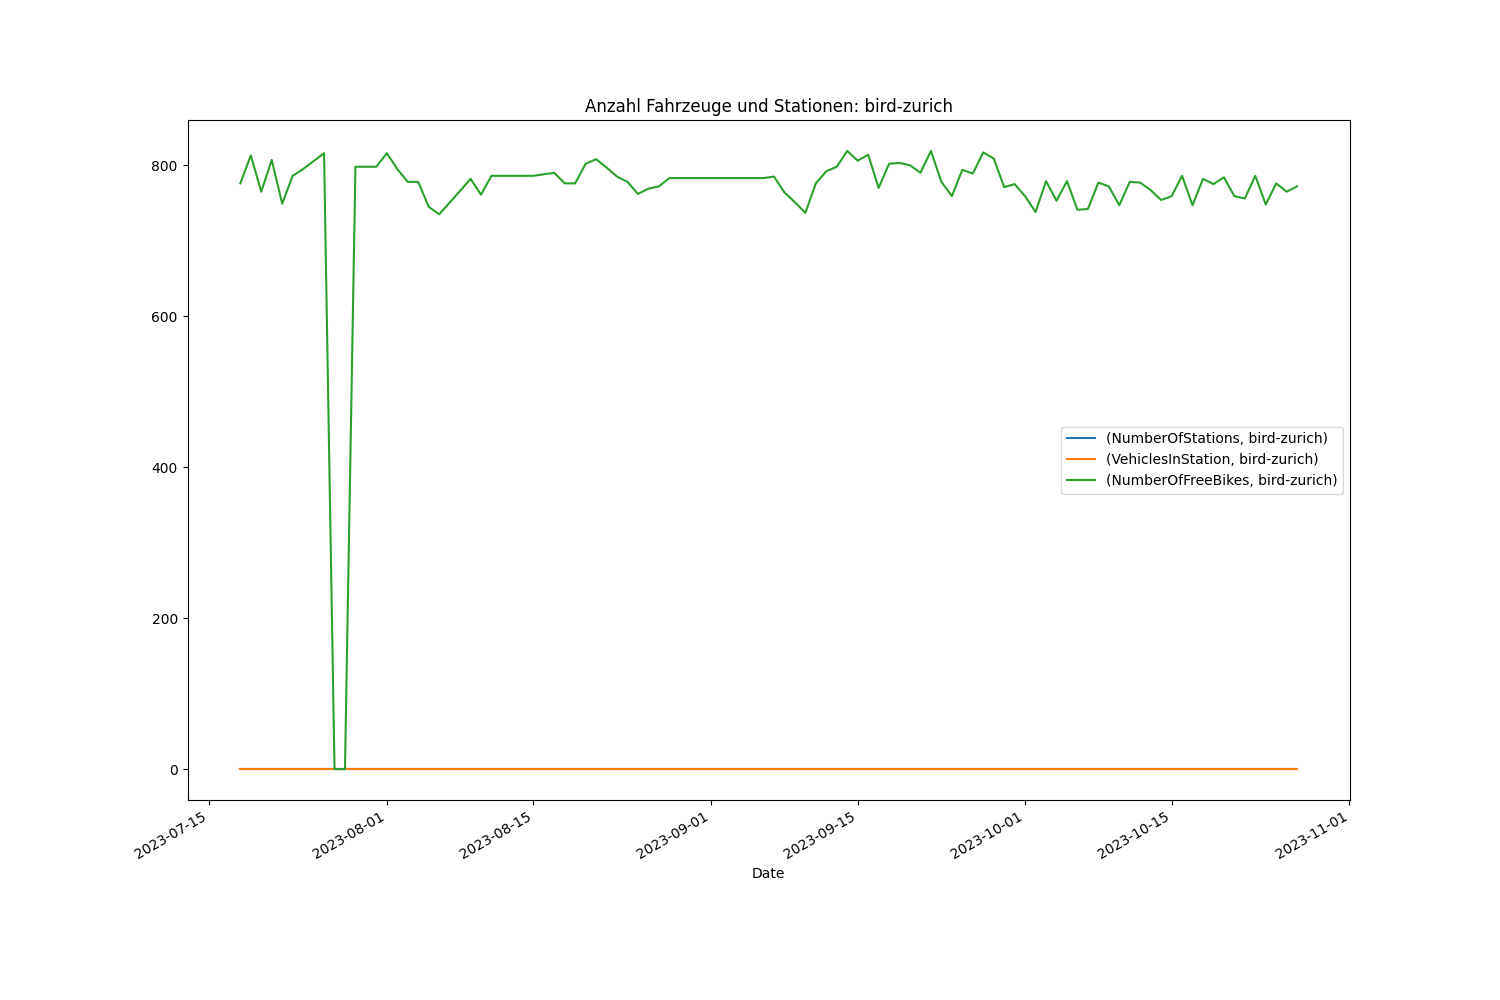 Anzahl Fahrzeuge und Stationen: bird-zurich
800
600
400
200
0
(NumberOfStations, bird-zurich)
(VehiclesInStation, bird-zurich)
(NumberOfFreeBikes, bird-zurich)
2023-07-15
2023-08-01
2023-08-15
2023-09-01
2023-09-15
2023-10-01
2023-10-15
2023-11-01
Date